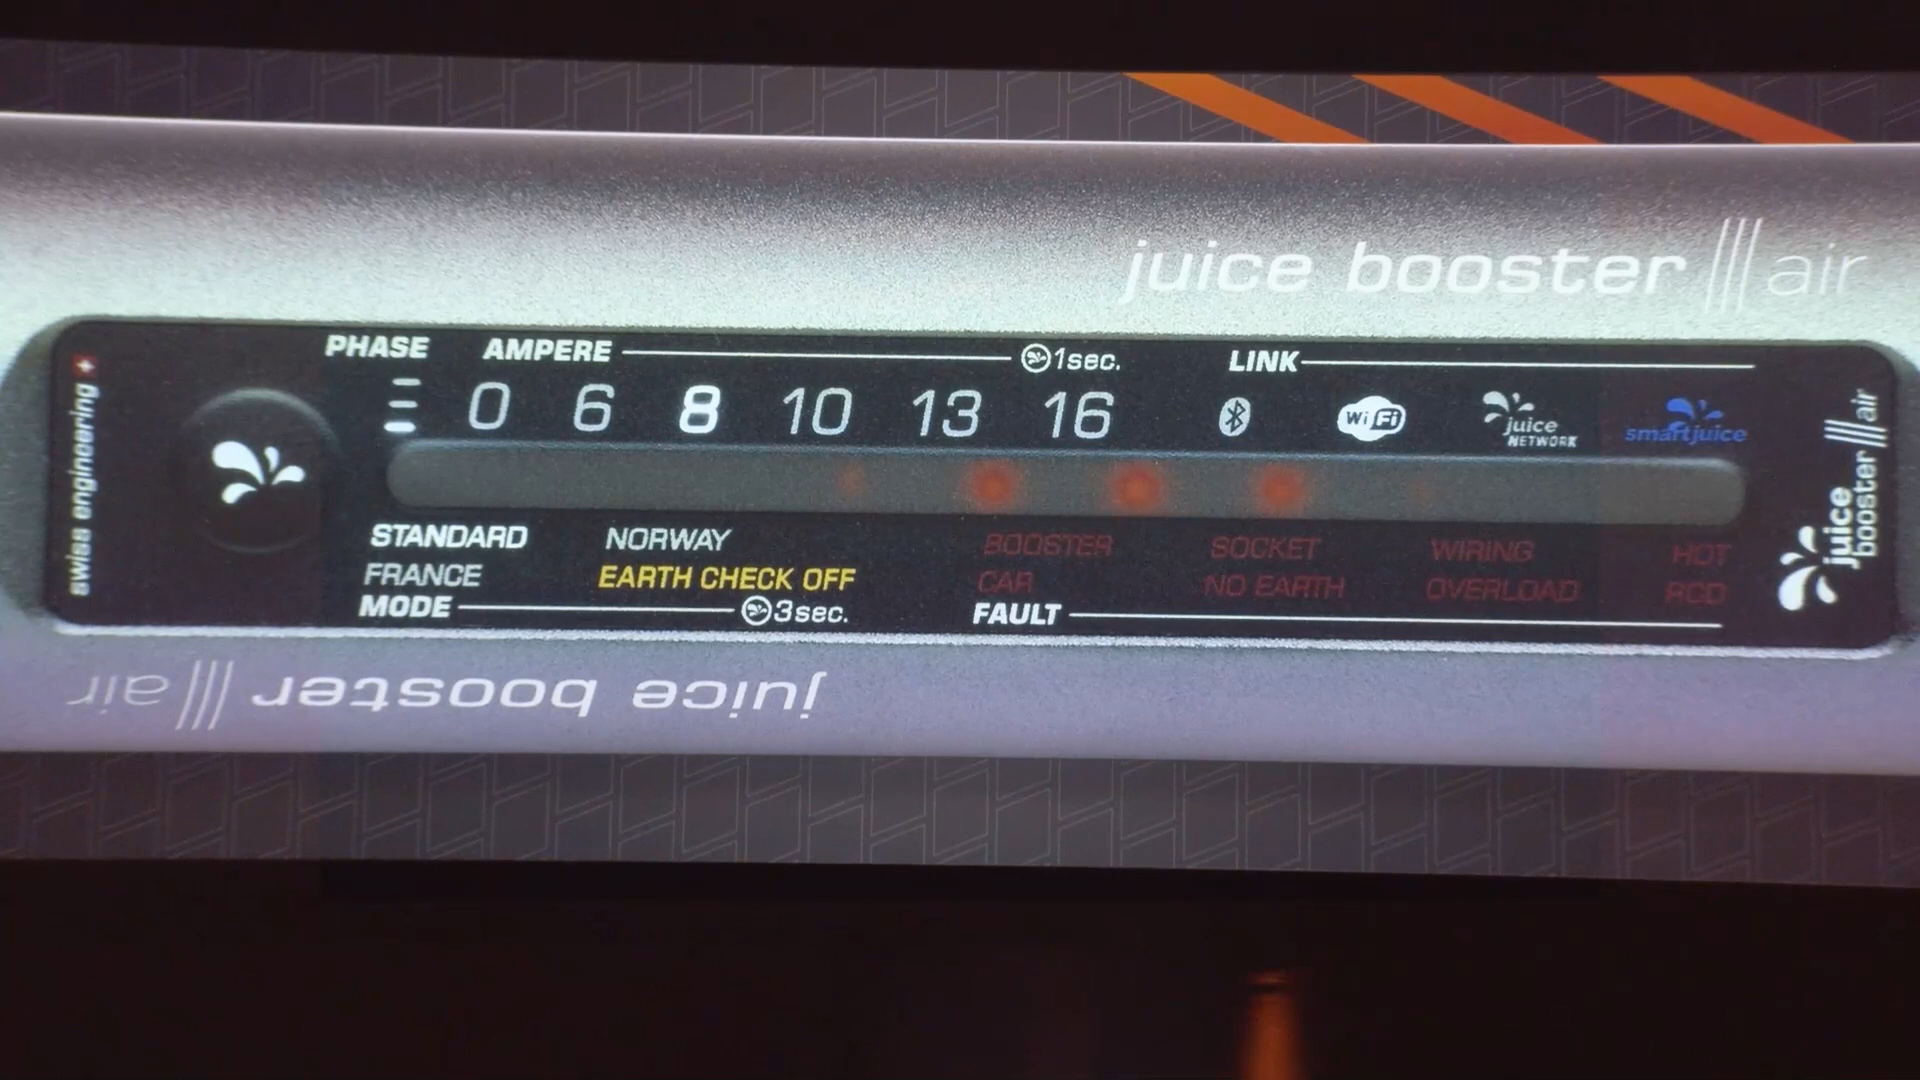 juice booster air
PHASE AMPERE 1sec. LINK
0 6 8 10 13 16 WiFi juice NETWORK smartjuice
swiss engineering
STANDARD NORWAY BOOSTER SOCKET WIRING HOT
FRANCE EARTH CHECK OFF CAR NO EARTH OVERLOAD RCD
MODE 3sec. FAULT
juice booster air
juice booster air